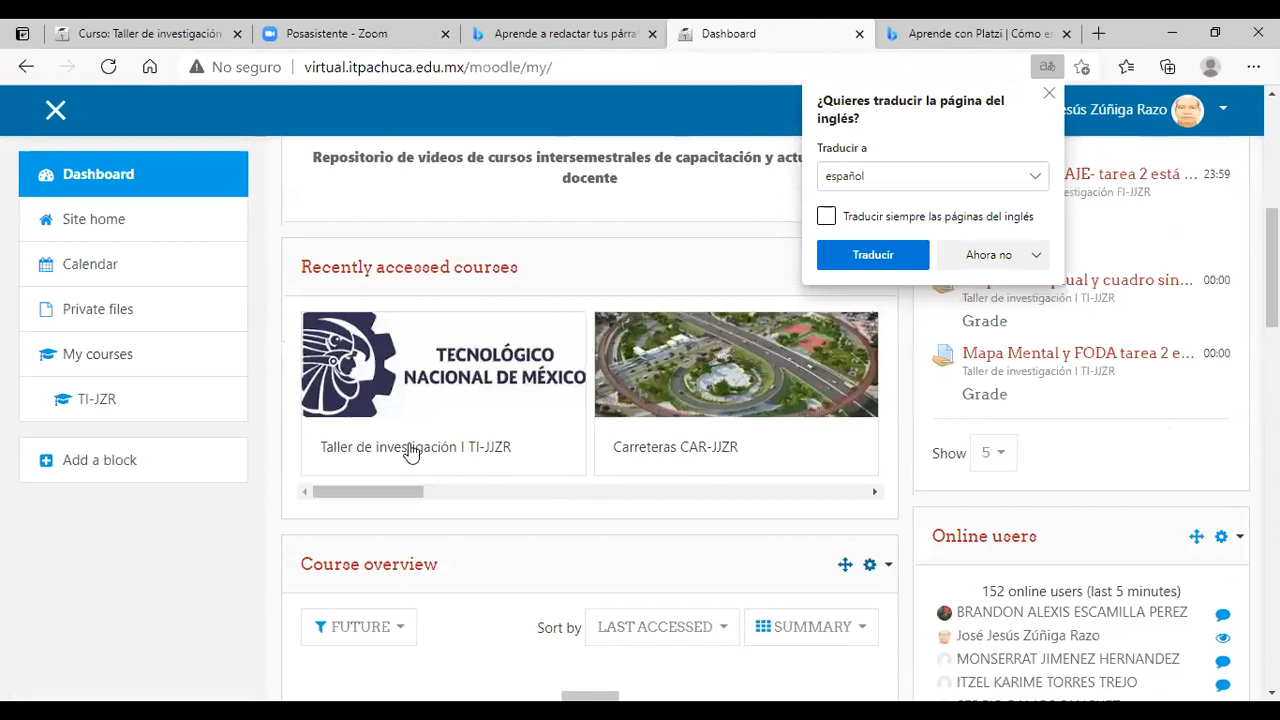 Curso: Taller de investigación
Posasistente - Zoom
Aprende a redactar tus párra
Dashboard
Aprende con Platzi | Cómo es
No seguro
virtual.itpachuca.edu.mx/moodle/my/
¿Quieres traducir la página del
inglés?
Traducir a
español
Traducir siempre las páginas del inglés
Traducir
Ahora no
esús Zúñiga Razo
Dashboard
Site home
Calendar
Private files
My courses
TI-JZR
Add a block
Repositorio de videos de cursos intersemestrales de capacitación y actu
docente
Recently accessed courses
TECNOLÓGICO
NACIONAL DE MÉXICO
Taller de investigación I TI-JJZR
Carreteras CAR-JJZR
Course overview
FUTURE
Sort by
LAST ACCESSED
SUMMARY
AJE- tarea 2 está ...
23:59
estigación FI-JJZR
ual y cuadro sin...
00:00
Taller de investigación I TI-JJZR
Grade
Mapa Mental y FODA tarea 2 e...
00:00
Taller de investigación I TI-JJZR
Grade
Show
5
Online users
152 online users (last 5 minutes)
BRANDON ALEXIS ESCAMILLA PEREZ
José Jesús Zúñiga Razo
MONSERRAT JIMENEZ HERNANDEZ
ITZEL KARIME TORRES TREJO